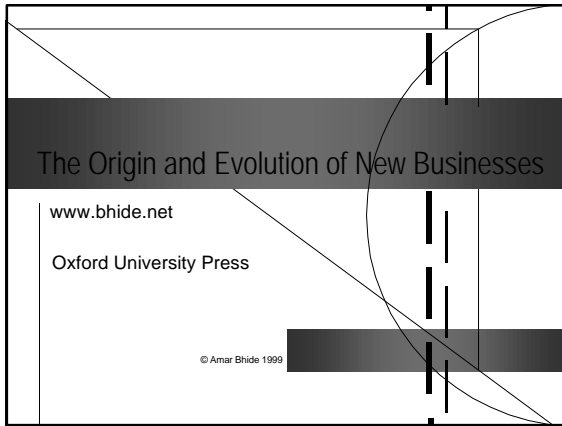 The Origin and Evolution of New Businesses
www.bhide.net
Oxford University Press
© Amar Bhide 1999